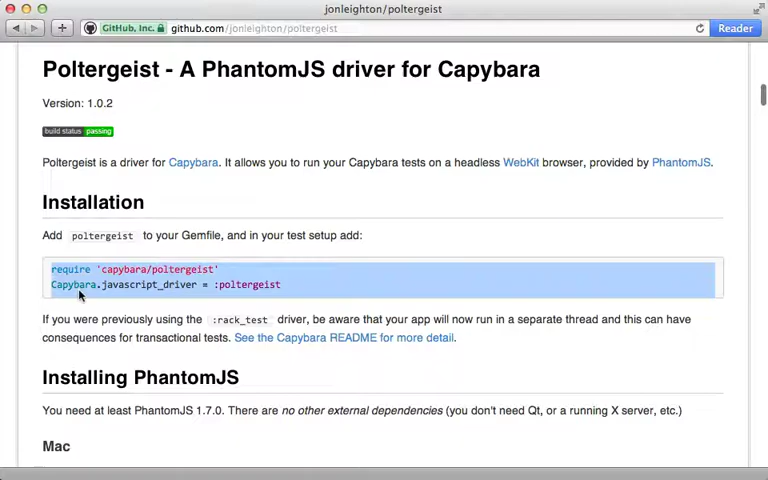 jonleighton/poltergeist
GitHub, Inc. github.com/jonleighton/poltergeist Reader
Poltergeist - A PhantomJS driver for Capybara
Version: 1.0.2
build status passing
Poltergeist is a driver for Capybara. It allows you to run your Capybara tests on a headless WebKit browser, provided by PhantomJS.
Installation
Add poltergeist to your Gemfile, and in your test setup add:
require 'capybara/poltergeist'
Capybara.javascript_driver = :poltergeist
If you were previously using the :rack_test driver, be aware that your app will now run in a separate thread and this can have
consequences for transactional tests. See the Capybara README for more detail.
Installing PhantomJS
You need at least PhantomJS 1.7.0. There are no other external dependencies (you don't need Qt, or a running X server, etc.)
Mac